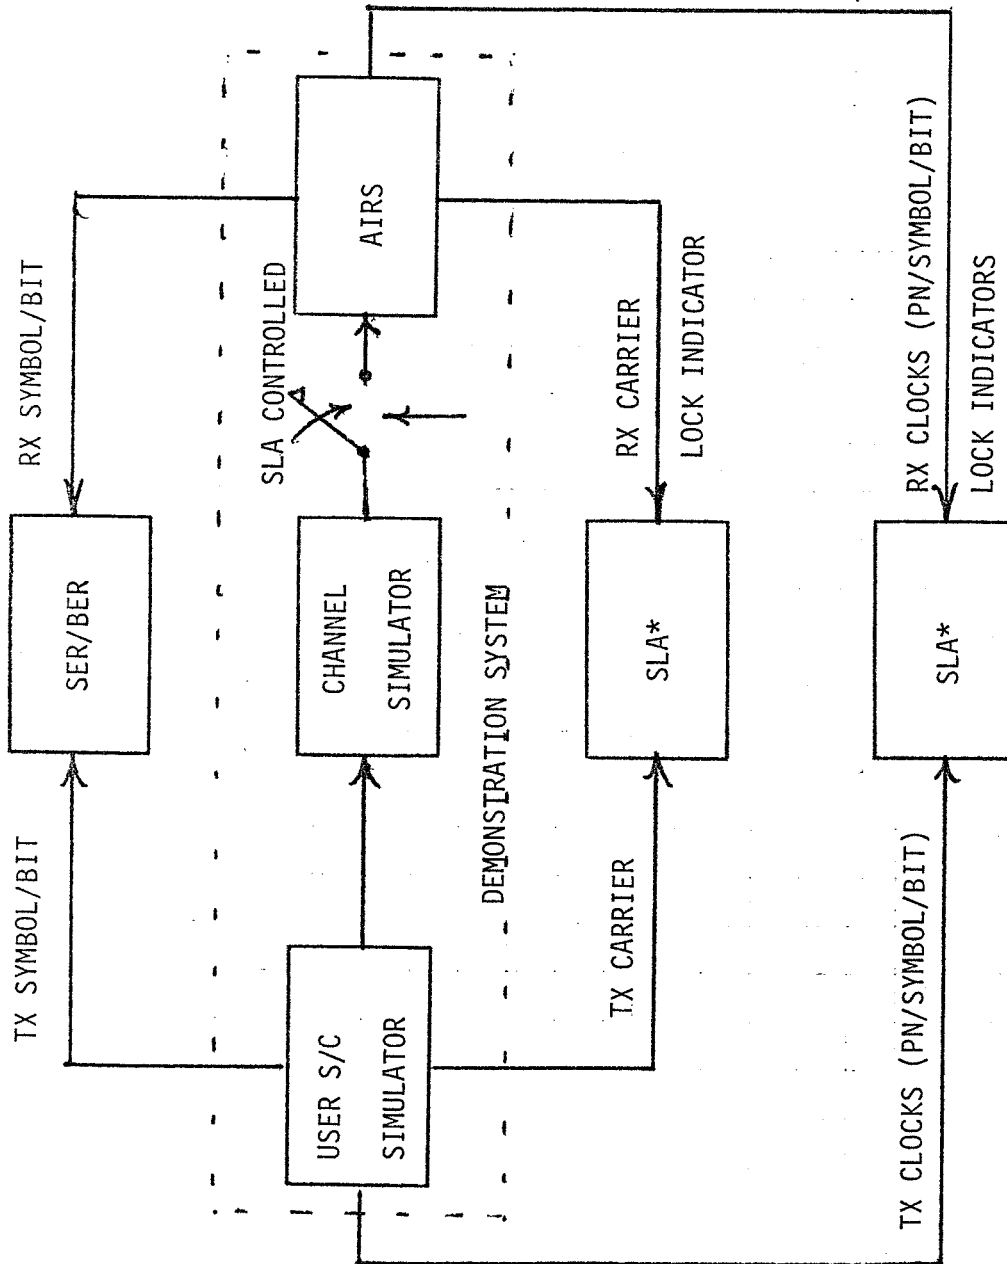 TX SYMBOL/BIT
RX SYMBOL/BIT
SER/BER
SLA CONTROLLED
USER S/C
SIMULATOR
CHANNEL
SIMULATOR
AIRS
DEMONSTRATION SYSTEM
TX CARRIER
SLA*
RX CARRIER
LOCK INDICATOR
TX CLOCKS (PN/SYMBOL/BIT)
SLA*
RX CLOCKS (PN/SYMBOL/BIT)
LOCK INDICATORS